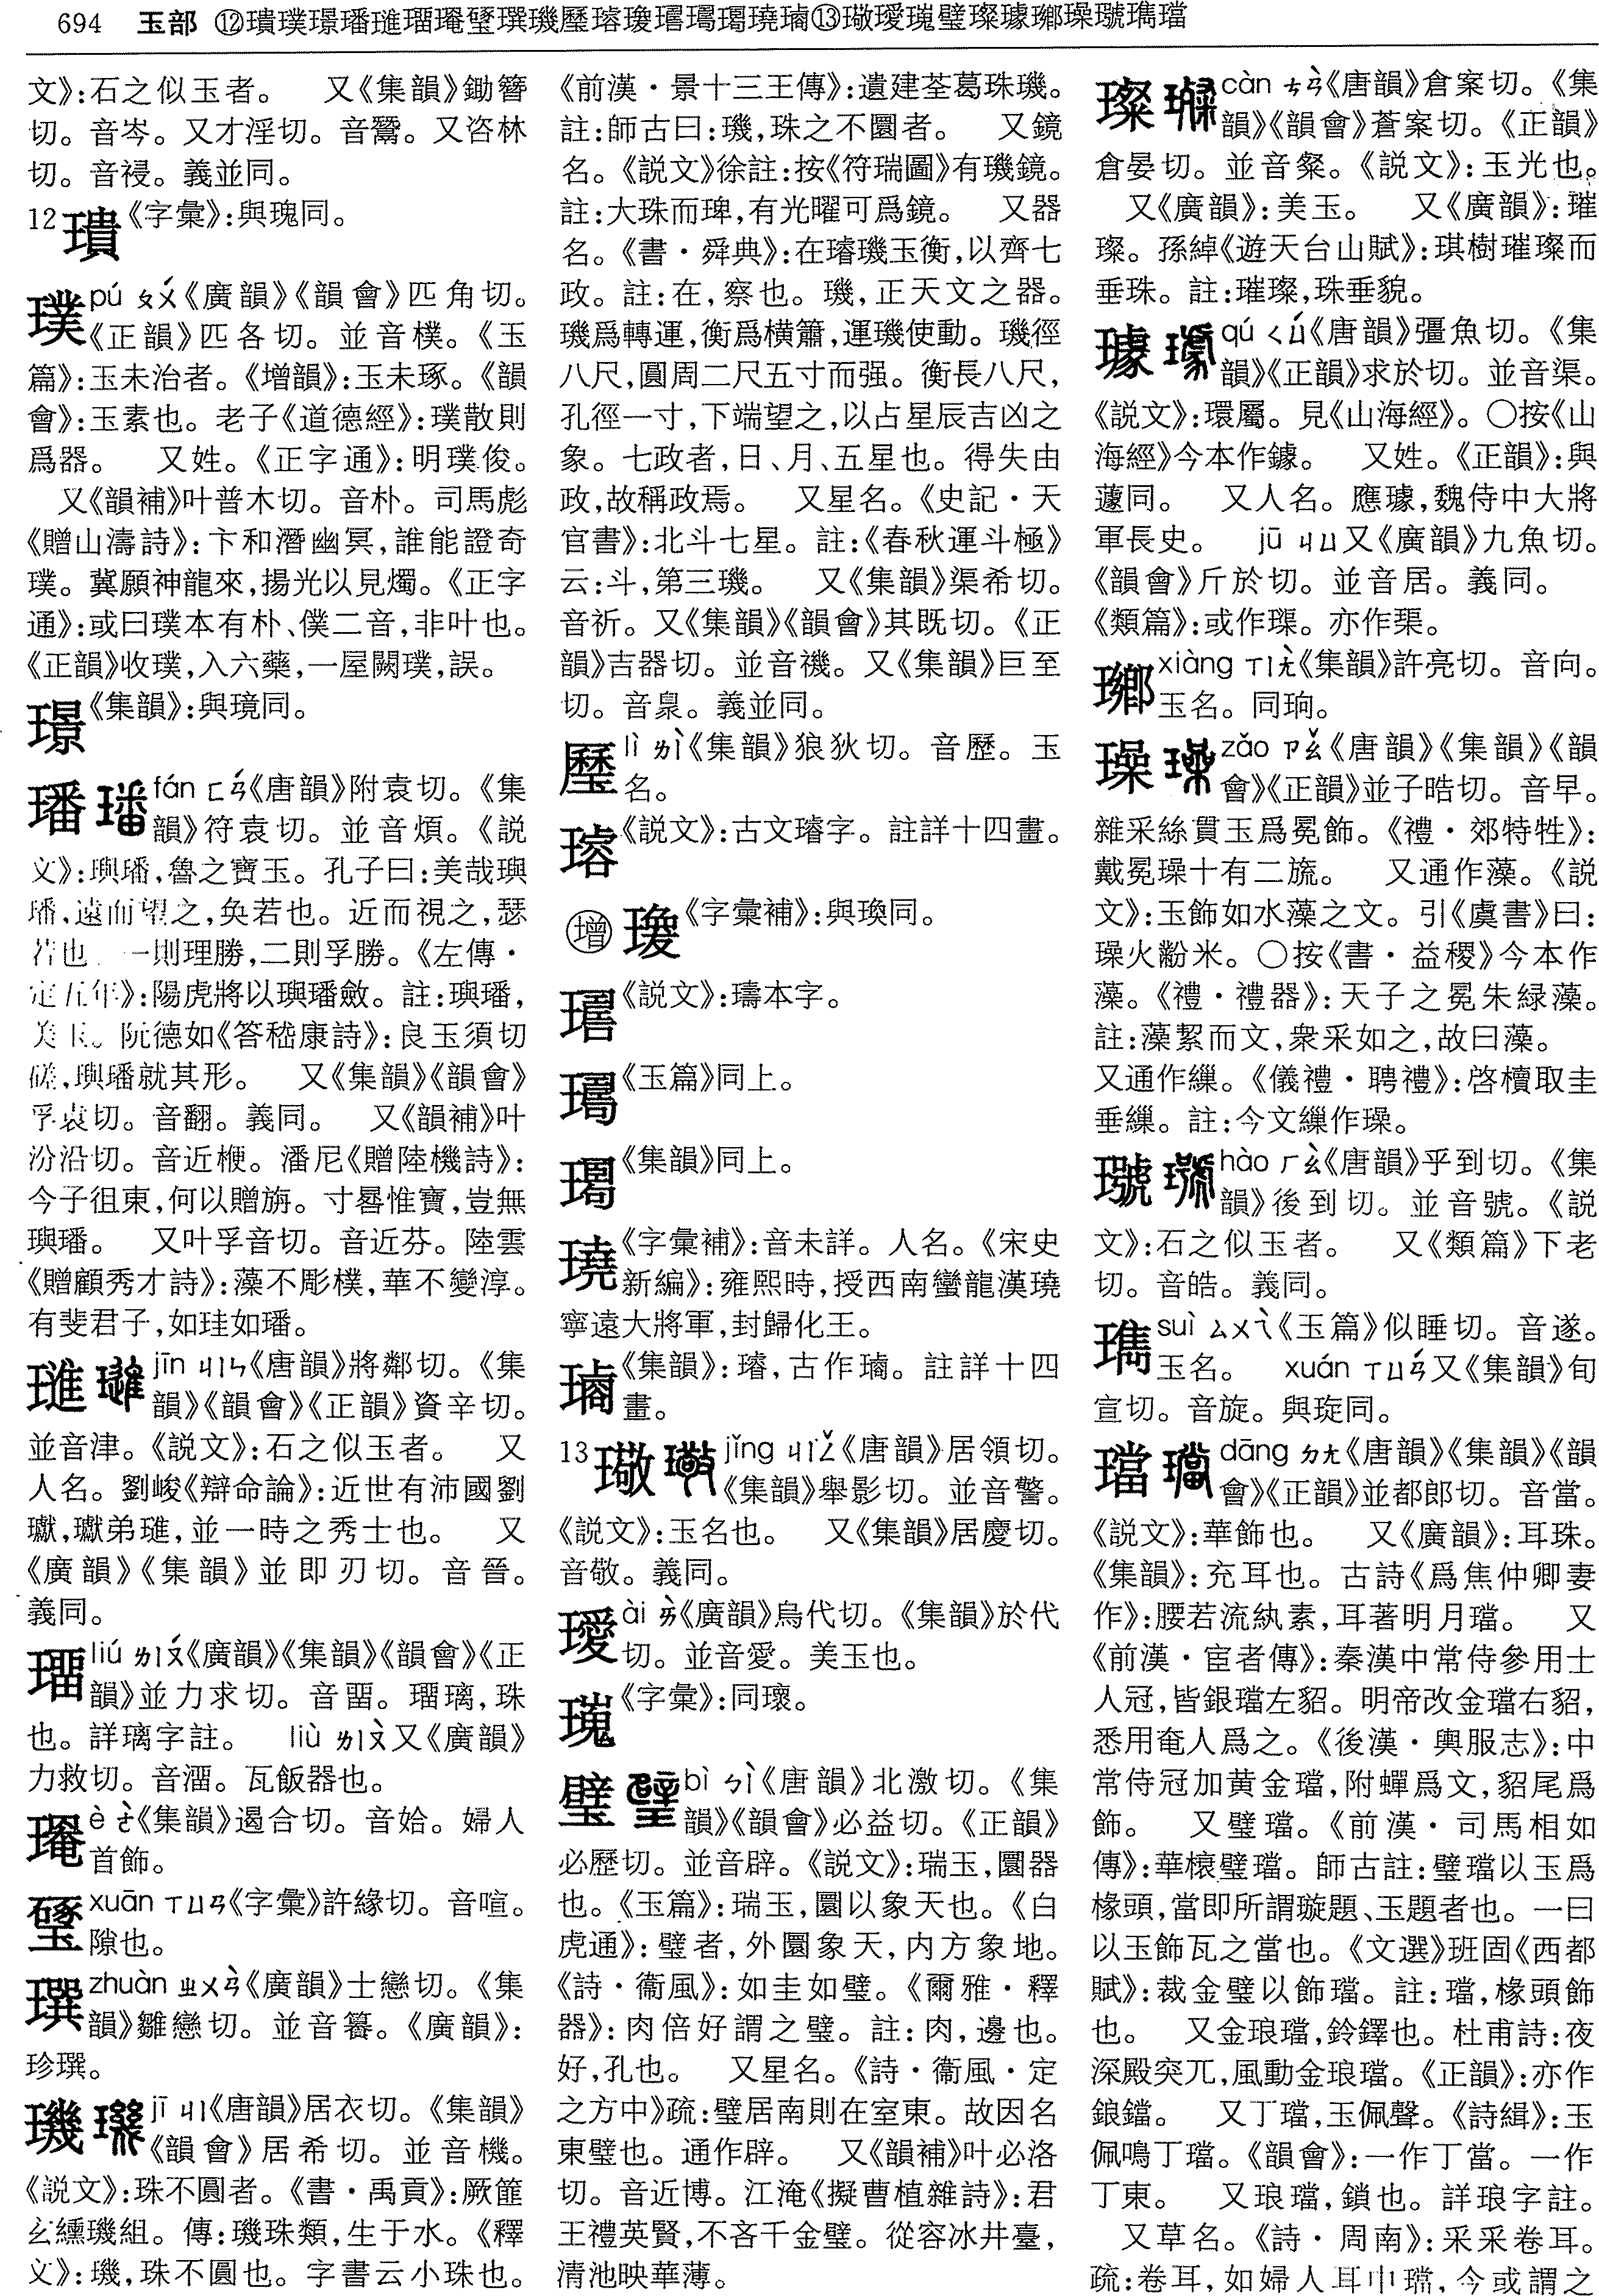 694 玉部 ⑫璝璞璟璠璡瑠㻺璗璑璣瓑璿瓊㻿璚璛璄璃⑬璥璦瑰璧璨璩瓖璪號瓗璫
文》:石之似玉者。 又《集韻》鋤簪
切。音岑。又才淫切。音鬵。又咨林
切。音祲。義並同。
12 璝《字彙》:與瑰同。
璞 pú ㄆㄨˊ《廣韻》《韻會》匹角切。
《正韻》匹各切。並音樸。《玉
篇》:玉未治者。《增韻》:玉未琢。《韻
會》:玉素也。老子《道德經》:璞散則
爲器。 又姓。《正字通》:明璞俊。
又《韻補》叶普木切。音朴。司馬彪
《贈山濤詩》:卞和潛幽冥,誰能證奇
璞。冀願神龍來,揚光以見燭。《正字
通》:或曰璞本有朴、僕二音,非叶也。
《正韻》收璞,入六藥,一屋闕璞,誤。
璟《集韻》:與璄同。
璠 fán ㄈㄢˊ《唐韻》附袁切。《集
韻》符袁切。並音煩。《説
文》:璵璠,魯之寶玉。孔子曰:美哉璵
璠,遠而望之,奐若也。近而視之,瑟
若也 一則理勝,二則孚勝。《左傳·
定五年》:陽虎將以璵璠斂。註:璵璠,
美玉。阮德如《答嵇康詩》:良玉須切
磋,璵璠就其形。 又《集韻》《韻會》
孚袁切。音翻。義同。 又《韻補》叶
汾沿切。音近楩。潘尼《贈陸機詩》:
今子徂東,何以贈旃。寸晷惟寶,豈無
璵璠。 又叶孚音切。音近芬。陸雲
《贈顧秀才詩》:藻不彫樸,華不變淳。
有斐君子,如珪如璠。
璡 jīn ㄐㄧㄣ《唐韻》將鄰切。《集
韻》《韻會》《正韻》資辛切。
並音津。《説文》:石之似玉者。 又
人名。劉峻《辯命論》:近世有沛國劉
瓛,瓛弟璡,並一時之秀士也。 又
《廣韻》《集韻》並即刃切。音晉。
義同。
瑠 liú ㄌㄧㄡˊ《廣韻》《集韻》《韻會》《正
韻》並力求切。音畱。瑠璃,珠
也。詳璃字註。 liù ㄌㄧㄡˋ又《廣韻》
力救切。音溜。瓦飯器也。
è ㄜˋ《集韻》遏合切。音姶。婦人
首飾。
xuān ㄒㄩㄢ《字彙》許緣切。音喧。
隙也。
zhuàn ㄓㄨㄢˋ《廣韻》士戀切。《集
韻》雛戀切。並音籑。《廣韻》:
珍璵。
璣 jī ㄐㄧ《唐韻》居衣切。《集韻》
《韻會》居希切。並音機。
《説文》:珠不圓者。《書·禹貢》:厥篚
玄纁璣組。傳:璣珠類,生于水。《釋
文》:璣,珠不圓也。字書云小珠也。
《前漢·景十三王傳》:遺建荃葛珠璣。
註:師古曰:璣,珠之不圜者。 又鏡
名。《説文》徐註:按《符瑞圖》有璣鏡。
註:大珠而琕,有光曜可爲鏡。 又器
名。《書·舜典》:在璿璣玉衡,以齊七
政。註:在,察也。璣,正天文之器。
璣爲轉運,衡爲橫簫,運璣使動。璣徑
八尺,圓周二尺五寸而强。衡長八尺,
孔徑一寸,下端望之,以占星辰吉凶之
象。七政者,日、月、五星也。得失由
政,故稱政焉。 又星名。《史記·天
官書》:北斗七星。註:《春秋運斗極》
云:斗,第三璣。 又《集韻》渠希切。
音祈。又《集韻》《韻會》其既切。《正
韻》吉器切。並音禨。又《集韻》巨至
切。音臮。義並同。
lì ㄌㄧˋ《集韻》狼狄切。音歷。玉
名。
《説文》:古文璿字。註詳十四畫。
㊞增 《字彙補》:與瑍同。
《説文》:璹本字。
《玉篇》同上。
《集韻》同上。
《字彙補》:音未詳。人名。《宋史
新編》:雍熙時,授西南蠻龍漢
寧遠大將軍,封歸化王。
《集韻》:璿,古作。註詳十四
畫。
13 璥 jǐng ㄐㄧㄥˇ《唐韻》居領切。
《集韻》舉影切。並音警。
《説文》:玉名也。 又《集韻》居慶切。
音敬。義同。
璦 ài ㄞˋ《廣韻》烏代切。《集韻》於代
切。並音愛。美玉也。
《字彙》:同瓌。
璧 bì ㄅㄧˋ《唐韻》北激切。《集
韻》《韻會》必益切。《正韻》
必歷切。並音辟。《説文》:瑞玉,圜器
也。《玉篇》:瑞玉,圜以象天也。《白
虎通》:璧者,外圜象天,内方象地。
《詩·衞風》:如圭如璧。《爾雅·釋
器》:肉倍好謂之璧。註:肉,邊也。
好,孔也。 又星名。《詩·衞風·定
之方中》疏:璧居南則在室東。故因名
東璧也。通作辟。 又《韻補》叶必洛
切。音近博。江淹《擬曹植雜詩》:君
王禮英賢,不吝千金璧。從容冰井臺,
清池映華薄。
璨 càn ㄘㄢˋ《唐韻》倉案切。《集
韻》《韻會》蒼案切。《正韻》
倉晏切。並音粲。《説文》:玉光也。
又《廣韻》:美玉。 又《廣韻》:璀
璨。孫綽《遊天台山賦》:琪樹璀璨而
垂珠。註:璀璨,珠垂貌。
璩 qú ㄑㄩˊ《唐韻》彊魚切。《集
韻》《正韻》求於切。並音渠。
《説文》:環屬。見《山海經》。○按《山
海經》今本作鐻。 又姓。《正韻》:與
蘧同。 又人名。應璩,魏侍中大將
軍長史。 jū ㄐㄩ又《廣韻》九魚切。
《韻會》斤於切。並音居。義同。
《類篇》:或作璖。亦作琹。
xiàng ㄒㄧㄤˋ《集韻》許亮切。音向。
玉名。同珦。
璪 zǎo ㄗㄠˇ《唐韻》《集韻》《韻
會》《正韻》並子晧切。音早。
雜采絲貫玉爲冕飾。《禮·郊特牲》:
戴冕璪十有二旒。 又通作藻。《説
文》:玉飾如水藻之文。引《虞書》曰:
璪火黺米。○按《書·益稷》今本作
藻。《禮·禮器》:天子之冕朱緑藻。
註:藻絜而文,衆采如之,故曰藻。
又通作繅。《儀禮·聘禮》:啓櫝取圭
垂繅。註:今文繅作璪。
hào ㄏㄠˋ《唐韻》乎到切。《集
韻》後到切。並音號。《説
文》:石之似玉者。 又《類篇》下老
切。音皓。義同。
suì ㄙㄨㄟˋ《玉篇》似睡切。音遂。
玉名。 xuán ㄒㄩㄢˊ又《集韻》旬
宣切。音旋。與琁同。
璫 dāng ㄉㄤ《唐韻》《集韻》《韻
會》《正韻》並都郎切。音當。
《説文》:華飾也。 又《廣韻》:耳珠。
《集韻》:充耳也。古詩《爲焦仲卿妻
作》:腰若流紈素,耳著明月璫。 又
《前漢·宦者傳》:秦漢中常侍參用士
人冠,皆銀璫左貂。明帝改金璫右貂,
悉用奄人爲之。《後漢·輿服志》:中
常侍冠加黄金璫,附蟬爲文,貂尾爲
飾。 又璧璫。《前漢·司馬相如
傳》:華榱璧璫。師古註:璧璫以玉爲
椽頭,當即所謂璇題、玉題者也。一曰
以玉飾瓦之當也。《文選》班固《西都
賦》:裁金璧以飾璫。註:璫,椽頭飾
也。 又金琅璫,鈴鐸也。杜甫詩:夜
深殿突兀,風動金琅璫。《正韻》:亦作
鋃鐺。 又丁璫,玉佩聲。《詩緝》:玉
佩鳴丁璫。《韻會》:一作丁當。一作
丁東。 又琅璫,鎖也。詳琅字註。
又草名。《詩·周南》:采采卷耳。
疏:卷耳,如婦人耳中璫,今或謂之